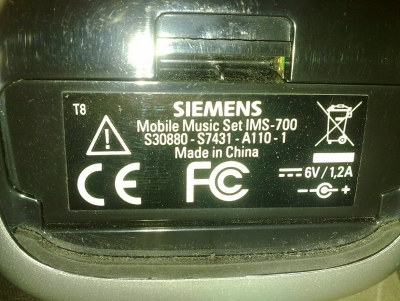 T8
SIEMENS
Mobile Music Set IMS-700
S30880 - S7431 - A110 - 1
Made in China
CE FC
6V / 1,2A
- +